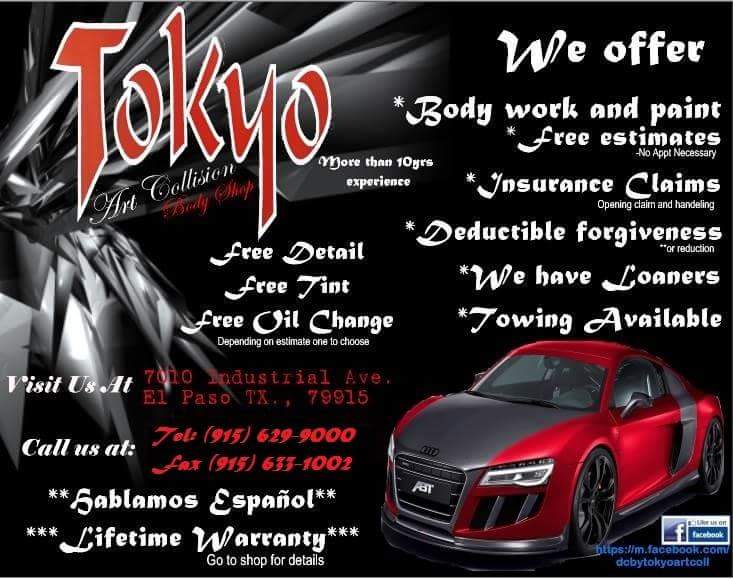 Tokyo
Art Collision
Body Shop
More than 10yrs
experience
Free Detail
Free Tint
Free Oil Change
Depending on estimate one to choose
We offer
*Body work and paint
*Free estimates
-No Appt Necessary
*Insurance Claims
Opening claim and handeling
*Deductible forgiveness
**or reduction
*We have Loaners
*Towing Available
Visit Us At 7010 Industrial Ave.
El Paso TX., 79915
Call us at: Tel: (915) 629-9000
Fax (915) 633-1002
**Hablamos Español**
***Lifetime Warranty***
Go to shop for details
ABT
Like us on
facebook
https://m.facebook.com/
dcbytokyoartcoll